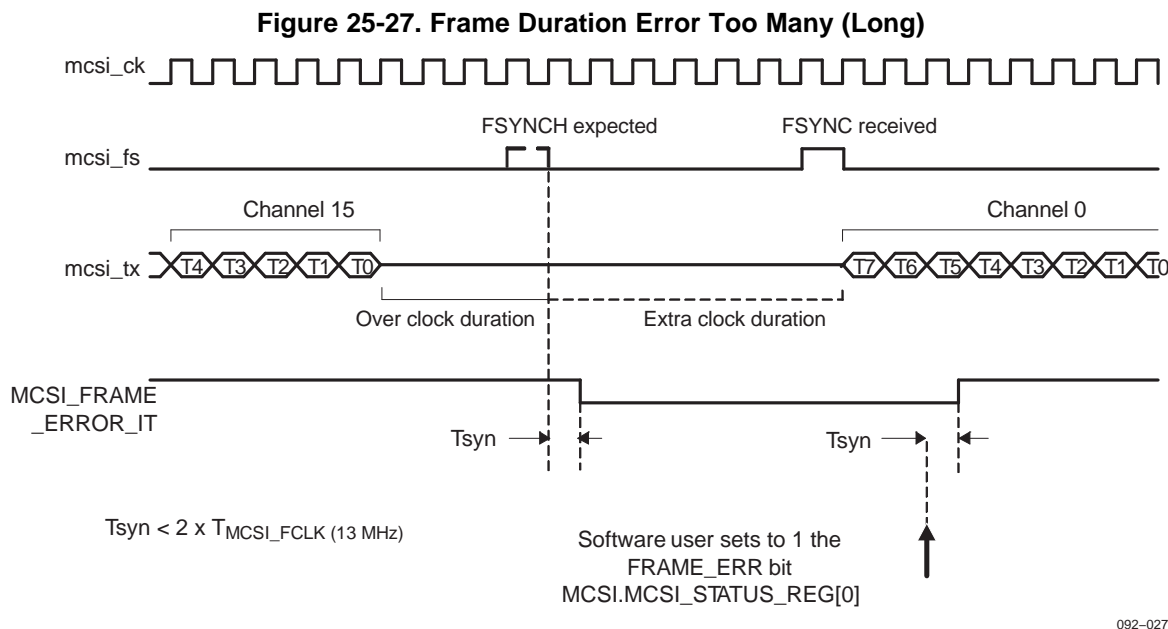 Figure 25-27. Frame Duration Error Too Many (Long)
mcsi_ck
FSYNCH expected
FSYNC received
mcsi_fs
Channel 15
Channel 0
mcsi_tx
T4 T3 T2 T1 T0
T7 T6 T5 T4 T3 T2 T1 T0
Over clock duration
Extra clock duration
MCSI_FRAME
_ERROR_IT
Tsyn
Tsyn
Tsyn < 2 x TMCSI_FCLK (13 MHz)
Software user sets to 1 the
FRAME_ERR bit
MCSI.MCSI_STATUS_REG[0]
092–027